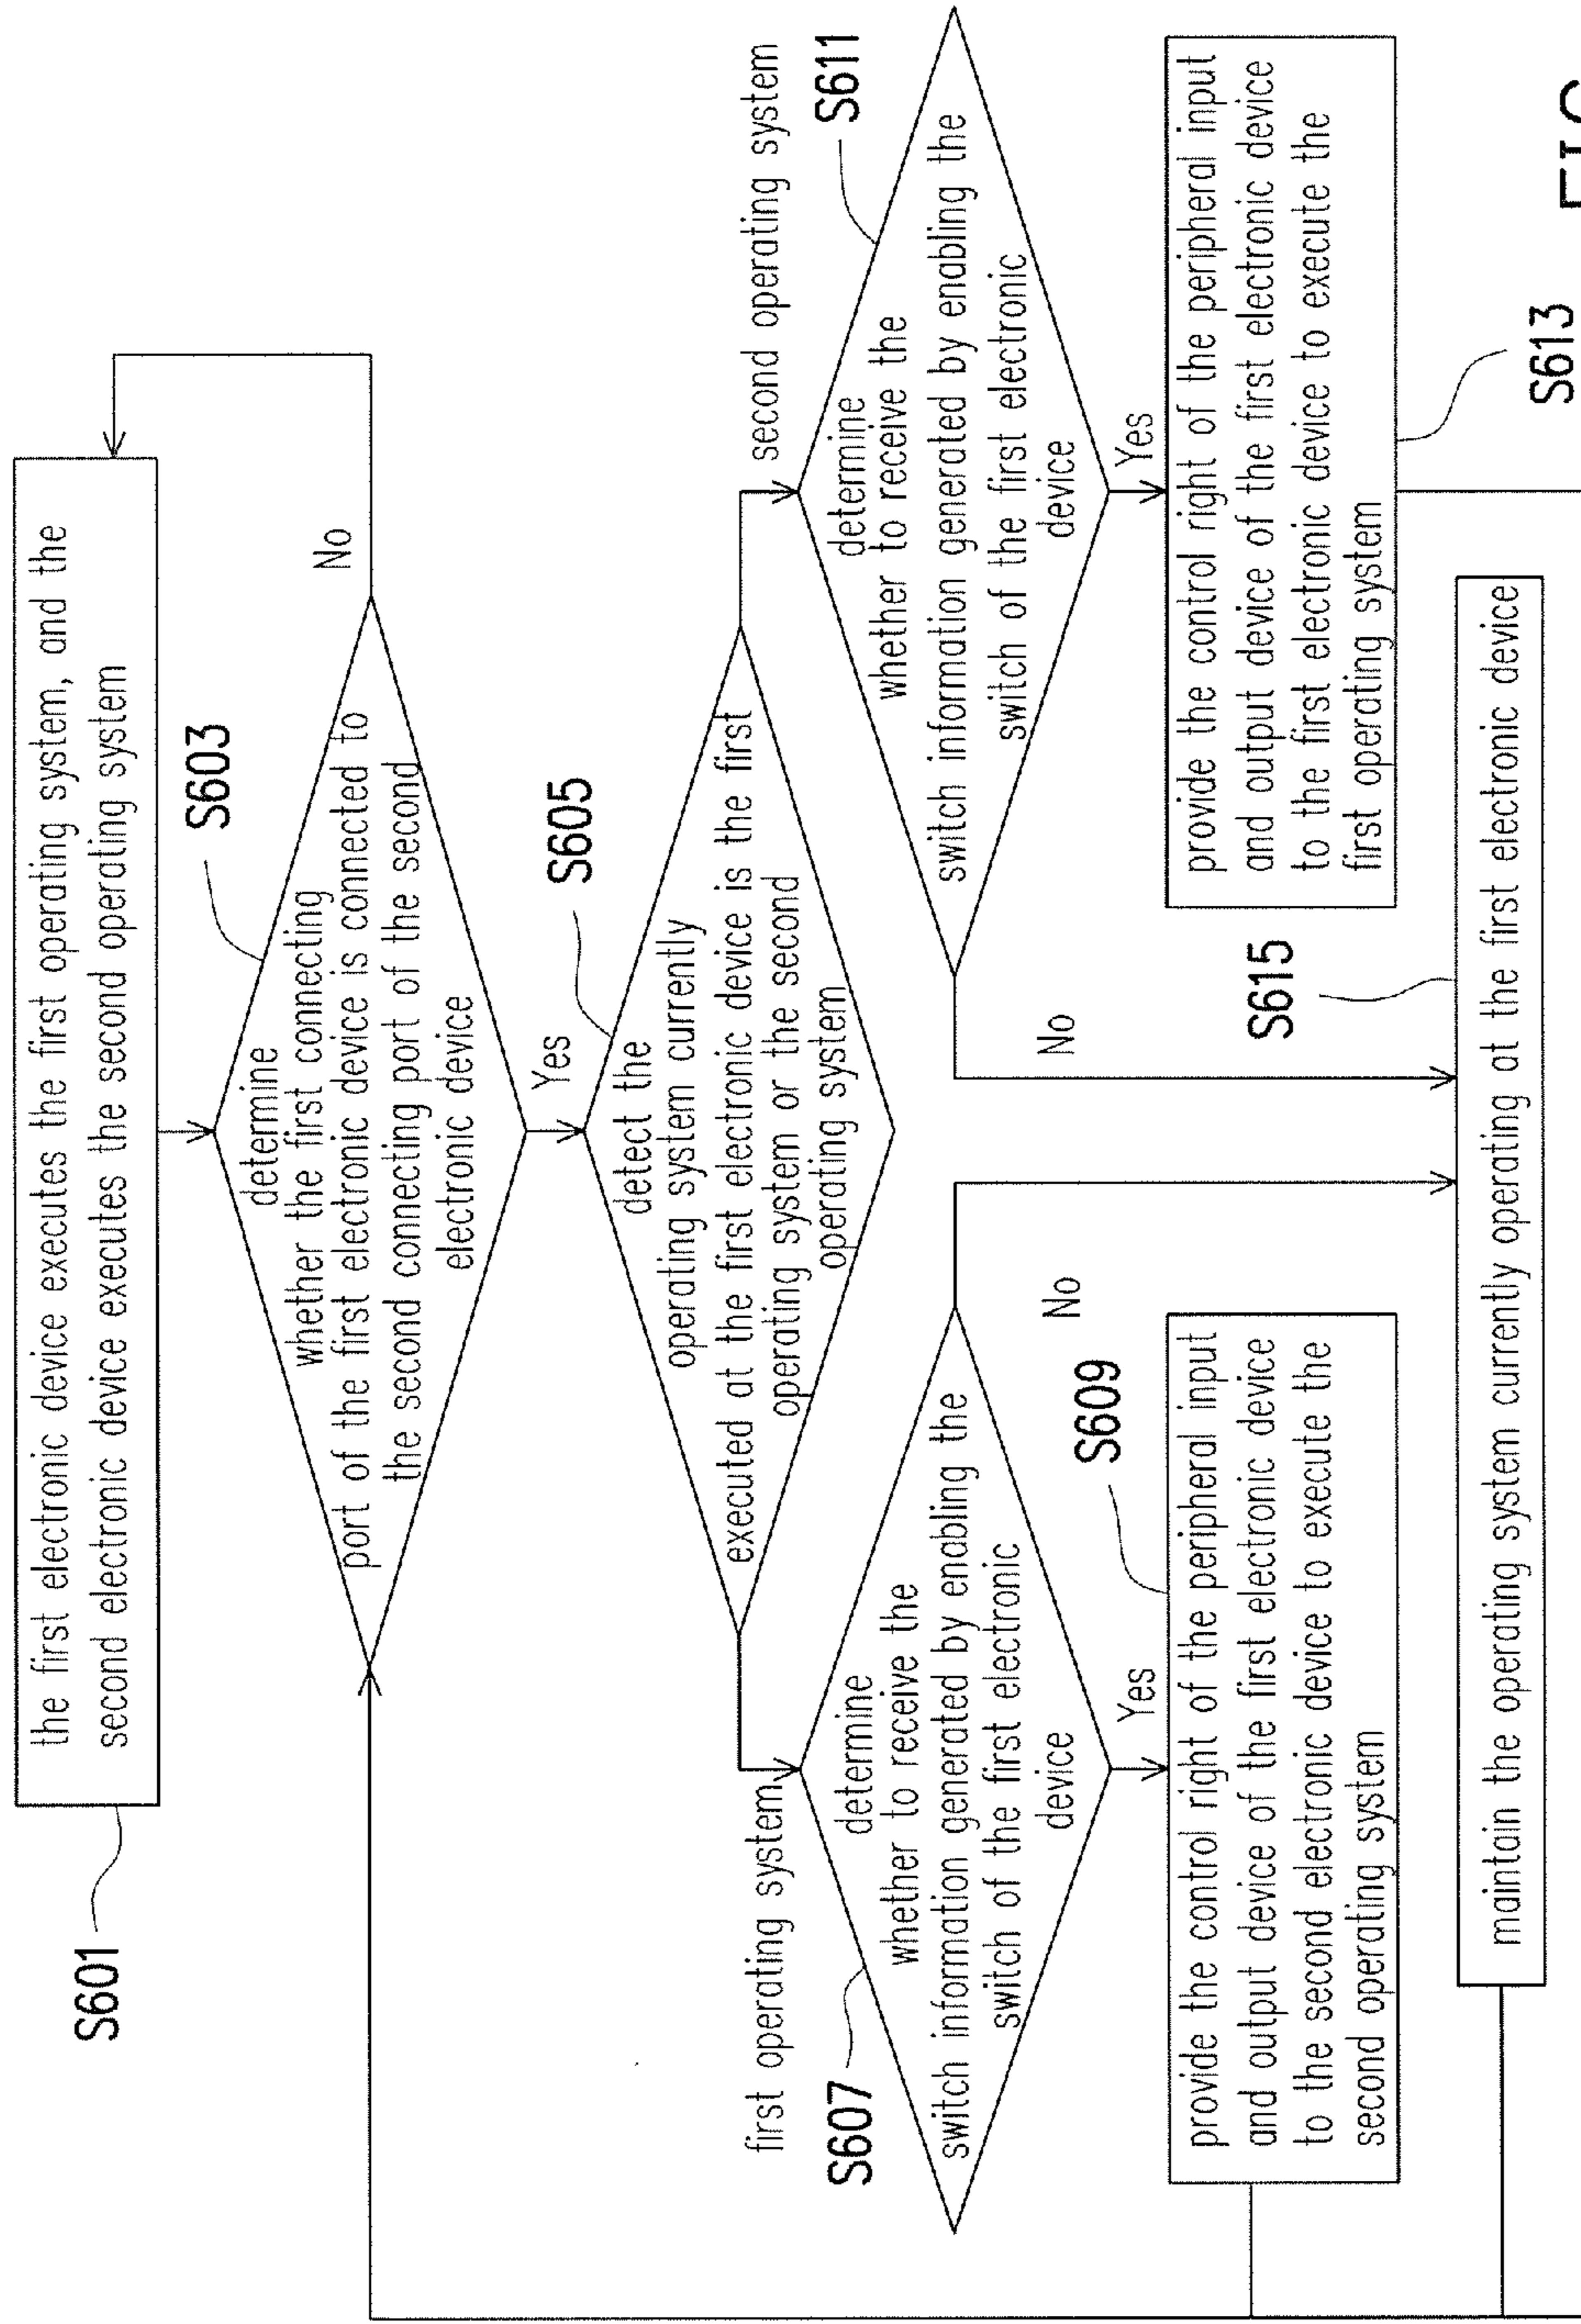 the first electronic device executes the first operating system, and the
second electronic device executes the second operating system
S601
determine
whether the first connecting
port of the first electronic device is connected to
the second connecting port of the second
electronic device
S603
No
Yes
detect the
operating system currently
executed at the first electronic device is the first
operating system or the second
operating system
S605
first operating system
second operating system
determine
whether to receive the
switch information generated by enabling the
switch of the first electronic
device
S607
No
Yes
determine
whether to receive the
switch information generated by enabling the
switch of the first electronic
device
S611
No
Yes
provide the control right of the peripheral input
and output device of the first electronic device
to the second electronic device to execute the
second operating system
S609
provide the control right of the peripheral input
and output device of the first electronic device
to the first electronic device to execute the
first operating system
S613
S615
maintain the operating system currently operating at the first electronic device